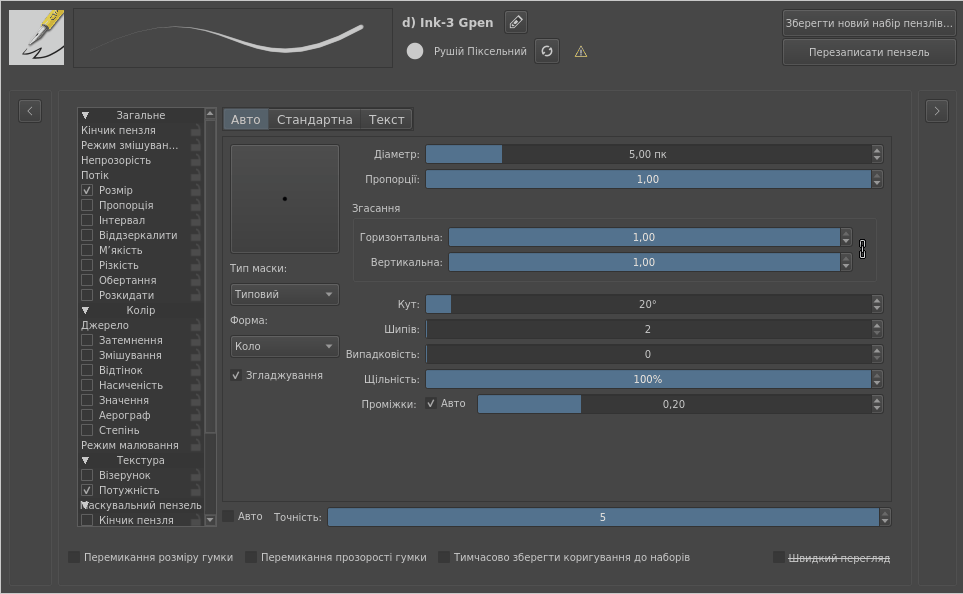 d) Ink-3 Gpen
Рушій Піксельний
Зберегти новий набір пензлів...
Перезаписати пензель
Загальне
Кінчик пензля
Режим змішуван...
Непрозорість
Потік
Розмір
Пропорція
Інтервал
Віддзеркалити
М’якість
Різкість
Обертання
Розкидати
Колір
Джерело
Затемнення
Змішування
Відтінок
Насиченість
Значення
Аерограф
Степінь
Режим малювання
Текстура
Візерунок
Потужність
Маскувальний пензель
Кінчик пензля
Авто Стандартна Текст
Тип маски:
Типовий
Форма:
Коло
Згладжування
Діаметр: 5,00 пк
Пропорції: 1,00
Згасання
Горизонтальна: 1,00
Вертикальна: 1,00
Кут: 20°
Шипів: 2
Випадковість: 0
Щільність: 100%
Проміжки: Авто 0,20
Авто Точність: 5
Перемикання розміру гумки Перемикання прозорості гумки Тимчасово зберегти коригування до наборів Швидкий перегляд